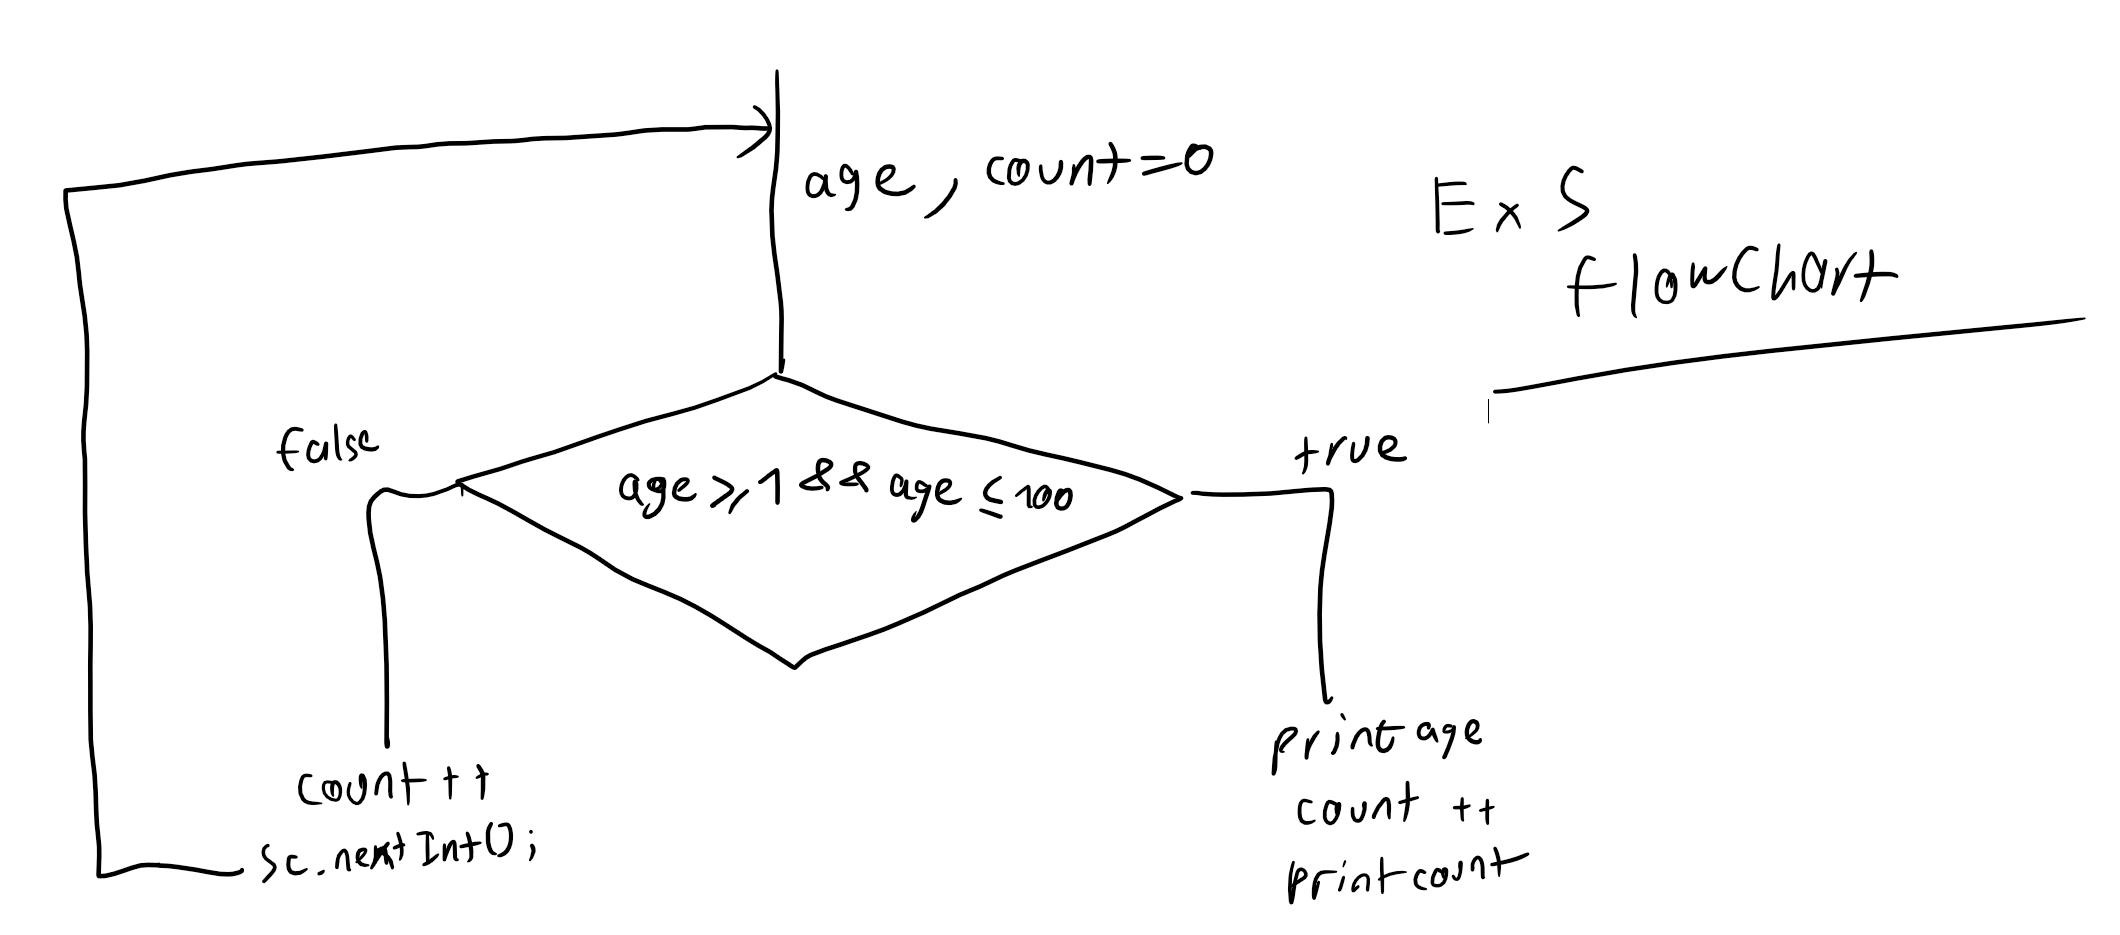 age, count=0
Ex 5
flowChart
false
true
age ⩾ 1 && age ≤ 100
print age
count ++
print count
count ++
sc.nextInt();